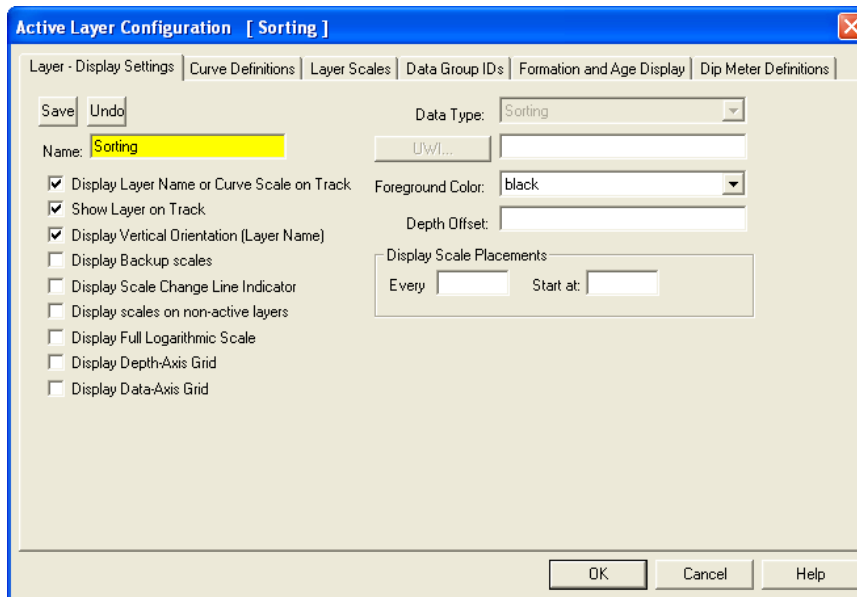 Active Layer Configuration [ Sorting ]
Layer - Display Settings
Curve Definitions
Layer Scales
Data Group IDs
Formation and Age Display
Dip Meter Definitions
Save
Undo
Name: Sorting
Display Layer Name or Curve Scale on Track
Show Layer on Track
Display Vertical Orientation (Layer Name)
Display Backup scales
Display Scale Change Line Indicator
Display scales on non-active layers
Display Full Logarithmic Scale
Display Depth-Axis Grid
Display Data-Axis Grid
Data Type: Sorting
UWI...
Foreground Color: black
Depth Offset:
Display Scale Placements
Every
Start at:
OK
Cancel
Help